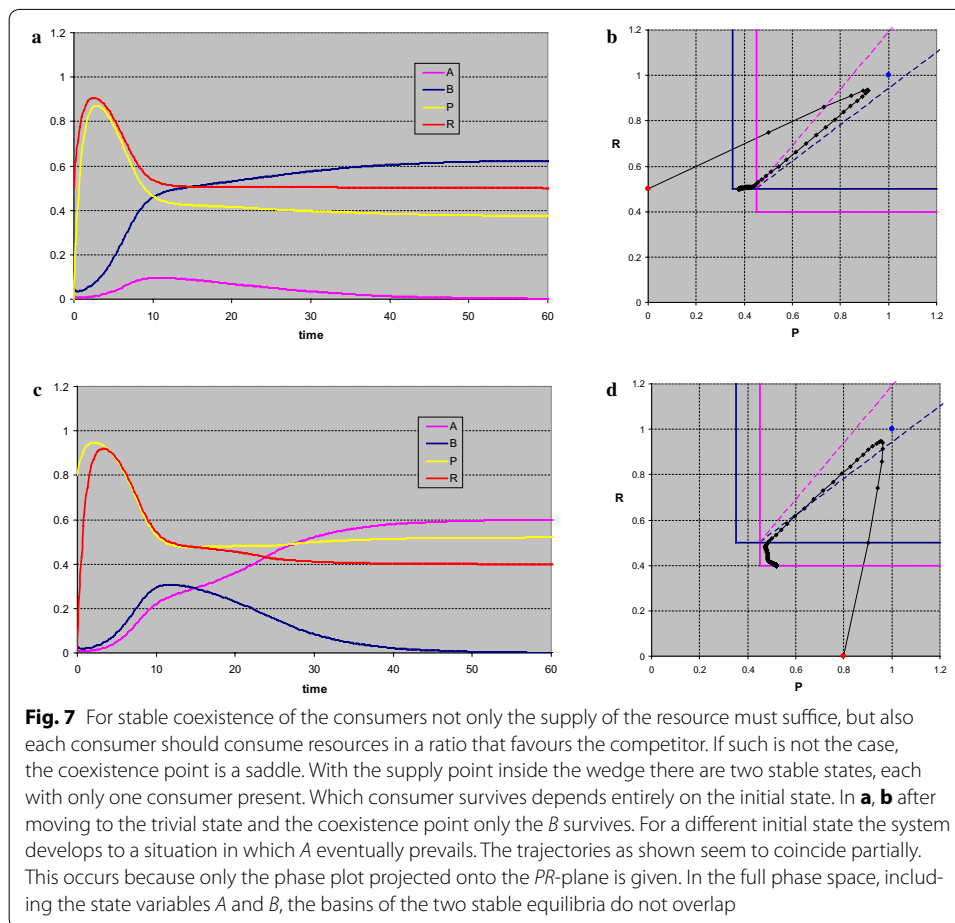 a
1.2
1
0.8
0.6
0.4
0.2
0
A
B
P
R
0 10 20 30 40 50 60
time
b
1.2
1
0.8
R
0.6
0.4
0.2
0
0 0.2 0.4 0.6 0.8 1 1.2
P
c
1.2
1
0.8
0.6
0.4
0.2
0
A
B
P
R
0 10 20 30 40 50 60
time
d
1.2
1
0.8
R
0.6
0.4
0.2
0
0 0.2 0.4 0.6 0.8 1 1.2
P
Fig. 7 For stable coexistence of the consumers not only the supply of the resource must suffice, but also
each consumer should consume resources in a ratio that favours the competitor. If such is not the case,
the coexistence point is a saddle. With the supply point inside the wedge there are two stable states, each
with only one consumer present. Which consumer survives depends entirely on the initial state. In a, b after
moving to the trivial state and the coexistence point only the B survives. For a different initial state the system
develops to a situation in which A eventually prevails. The trajectories as shown seem to coincide partially.
This occurs because only the phase plot projected onto the PR-plane is given. In the full phase space, includ-
ing the state variables A and B, the basins of the two stable equilibria do not overlap